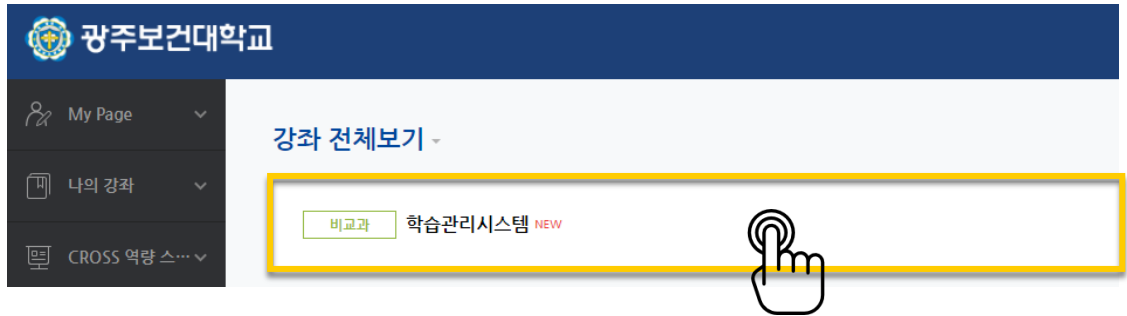 광주보건대학교
My Page
나의 강좌
CROSS 역량 스…
강좌 전체보기
비교과 학습관리시스템 NEW